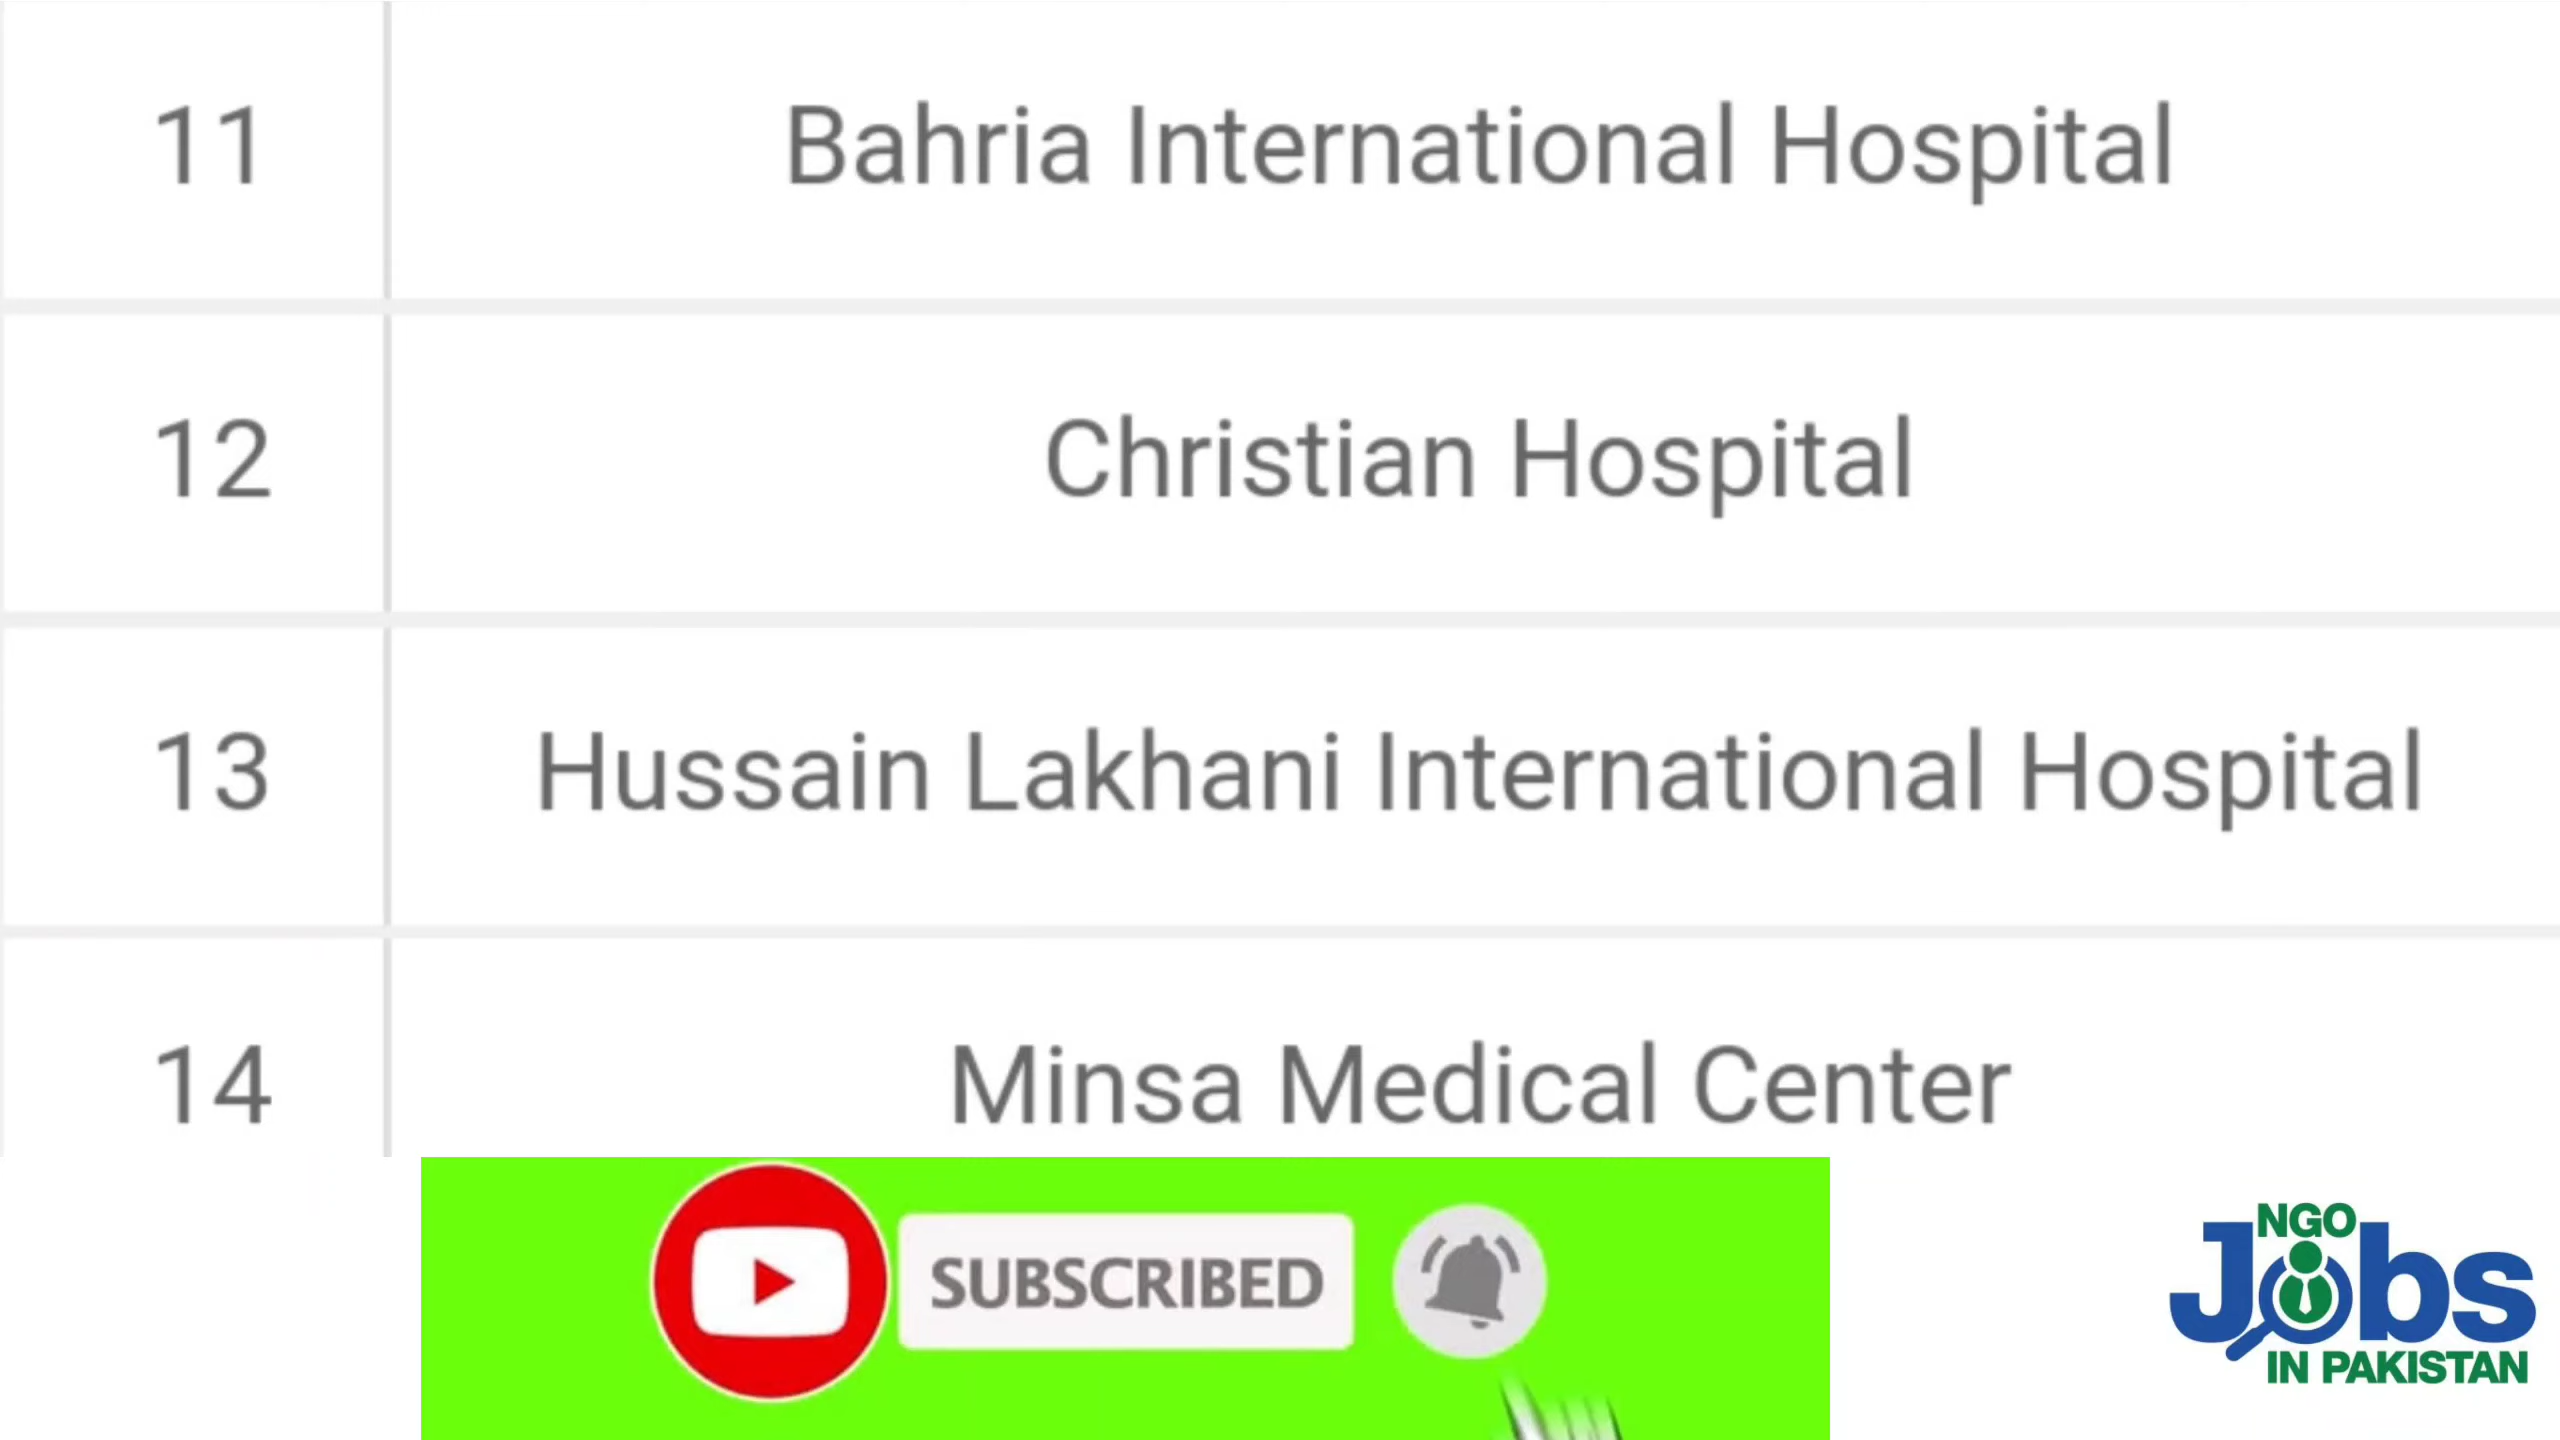 11 Bahria International Hospital
12 Christian Hospital
13 Hussain Lakhani International Hospital
14 Minsa Medical Center
SUBSCRIBED
NGO
Jobs
IN PAKISTAN